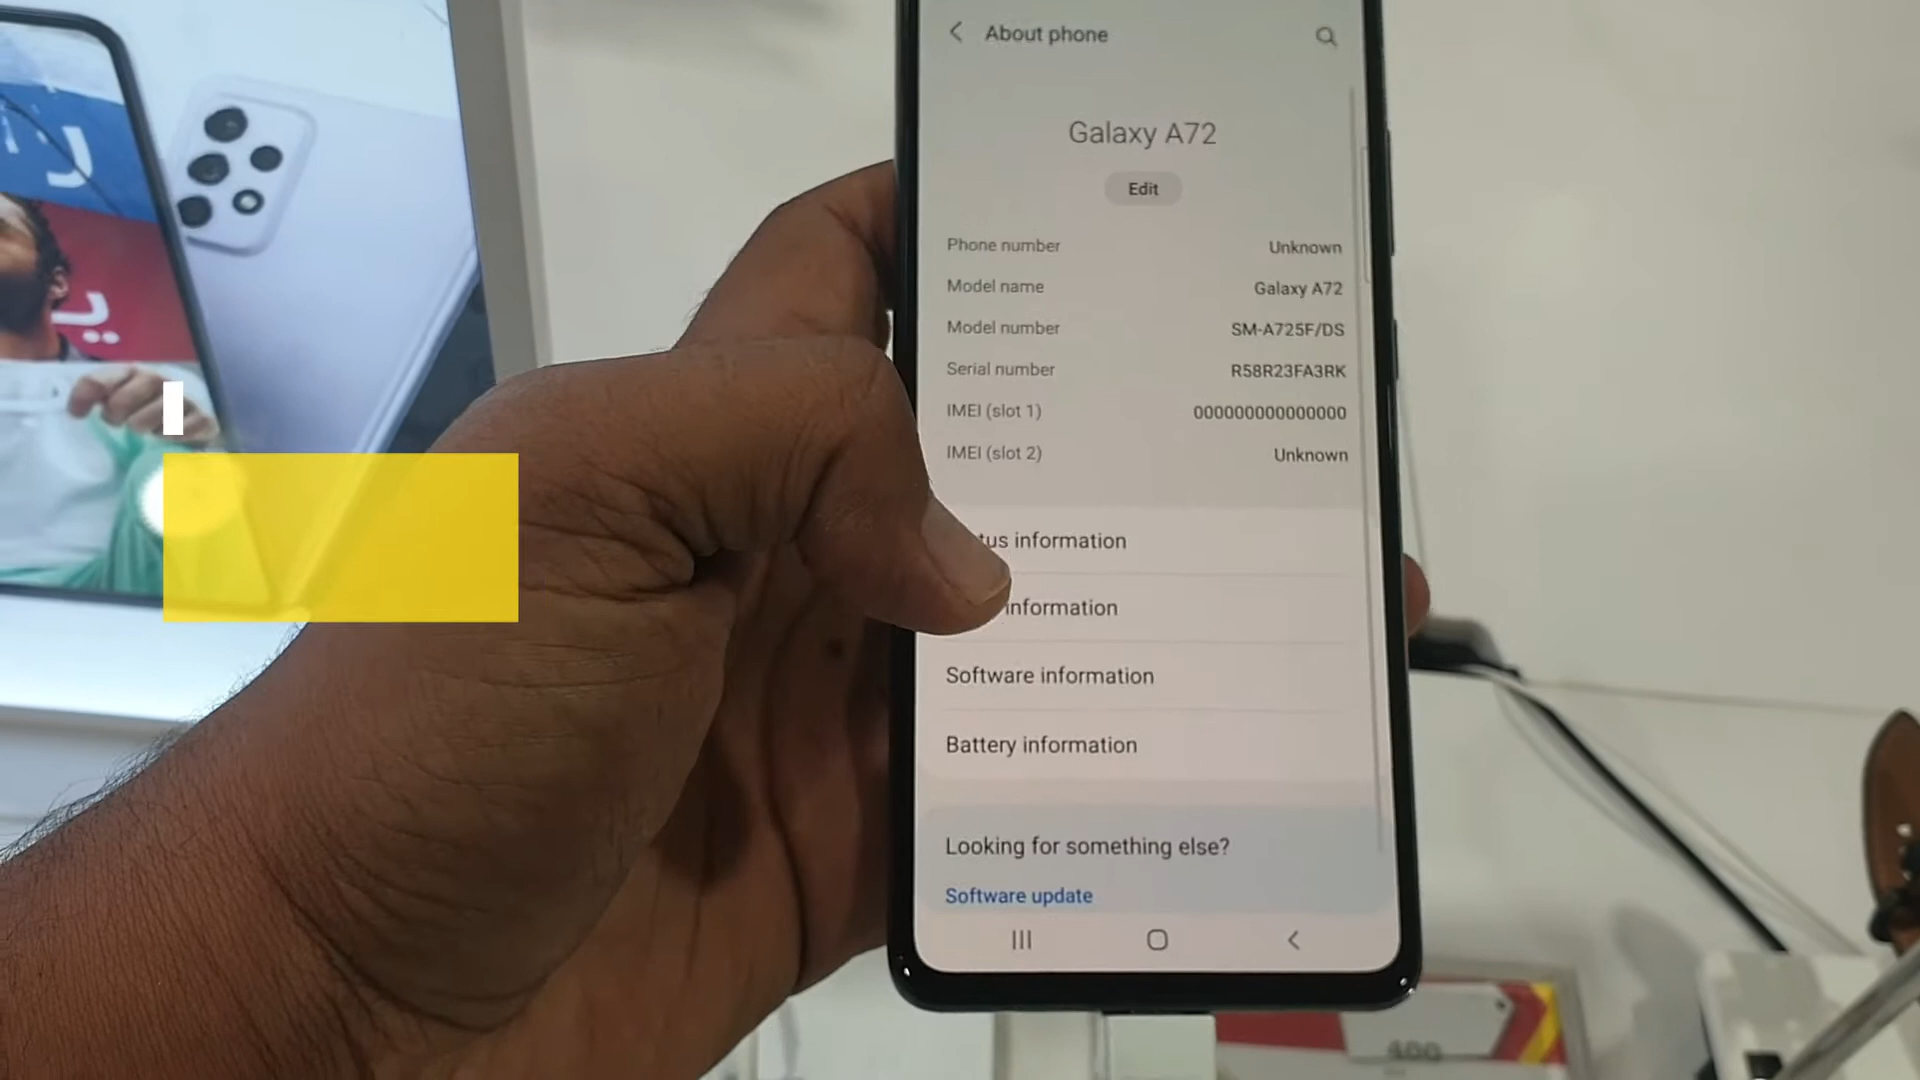 About phone
Galaxy A72
Edit
Phone number Unknown
Model name Galaxy A72
Model number SM-A725F/DS
Serial number R58R23FA3RK
IMEI (slot 1) 000000000000000
IMEI (slot 2) Unknown
information
information
Software information
Battery information
Looking for something else?
Software update